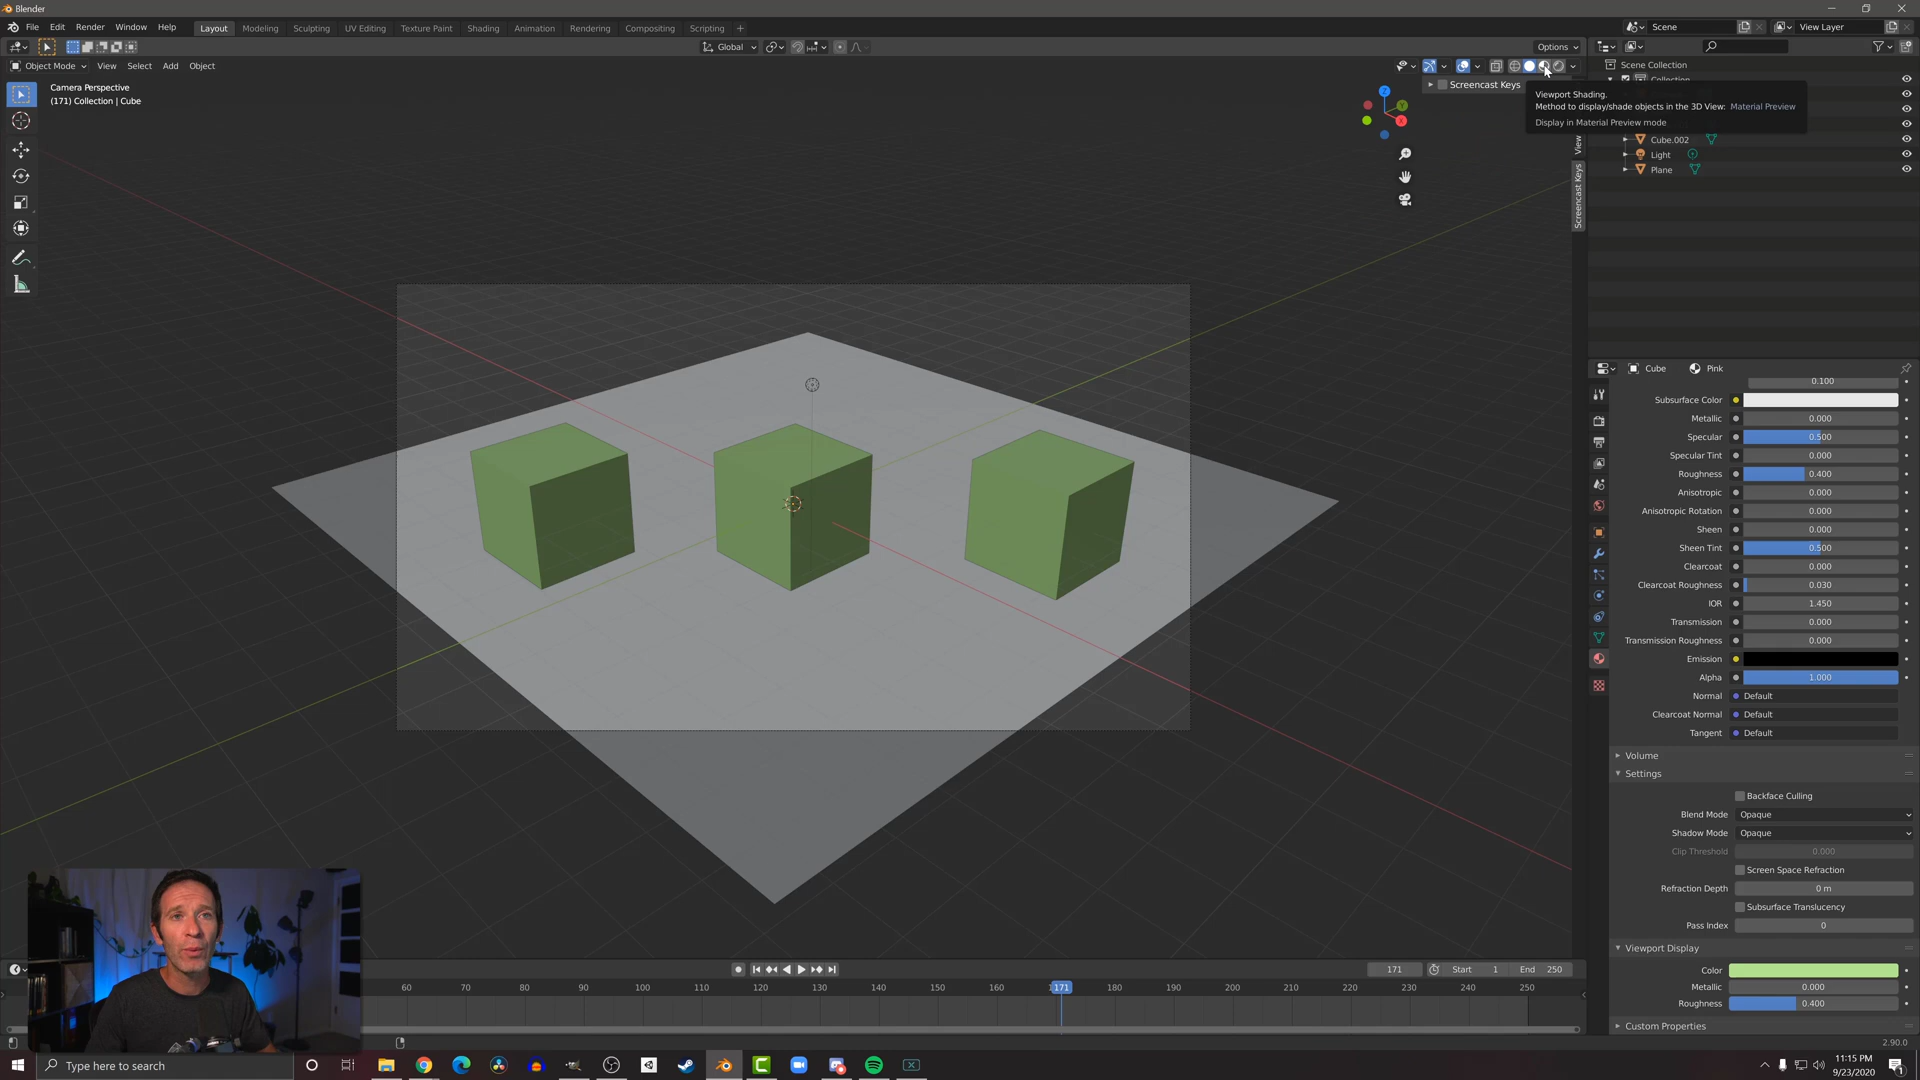 Blender
File Edit Render Window Help
Layout Modeling Sculpting UV Editing Texture Paint Shading Animation Rendering Compositing Scripting +
Scene
View Layer
Global
Options
Object Mode View Select Add Object
Scene Collection
Collection
Camera Perspective
(171) Collection | Cube
Screencast Keys
Viewport Shading.
Method to display/shade objects in the 3D View: Material Preview
Display in Material Preview mode
Z
Y
X
View
Screencast Keys
Cube.002
Light
Plane
Cube Pink
0.100
Subsurface Color
Metallic 0.000
Specular 0.500
Specular Tint 0.000
Roughness 0.400
Anisotropic 0.000
Anisotropic Rotation 0.000
Sheen 0.000
Sheen Tint 0.500
Clearcoat 0.000
Clearcoat Roughness 0.030
IOR 1.450
Transmission 0.000
Transmission Roughness 0.000
Emission
Alpha 1.000
Normal Default
Clearcoat Normal Default
Tangent Default
Volume
Settings
Backface Culling
Blend Mode Opaque
Shadow Mode Opaque
Clip Threshold 0.000
Screen Space Refraction
Refraction Depth 0 m
Subsurface Translucency
Pass Index 0
Viewport Display
Color
Metallic 0.000
Roughness 0.400
Custom Properties
171 Start 1 End 250
60 70 80 90 100 110 120 130 140 150 160 171 180 190 200 210 220 230 240 250
2.90.0
Type here to search
11:15 PM
9/23/2020
1